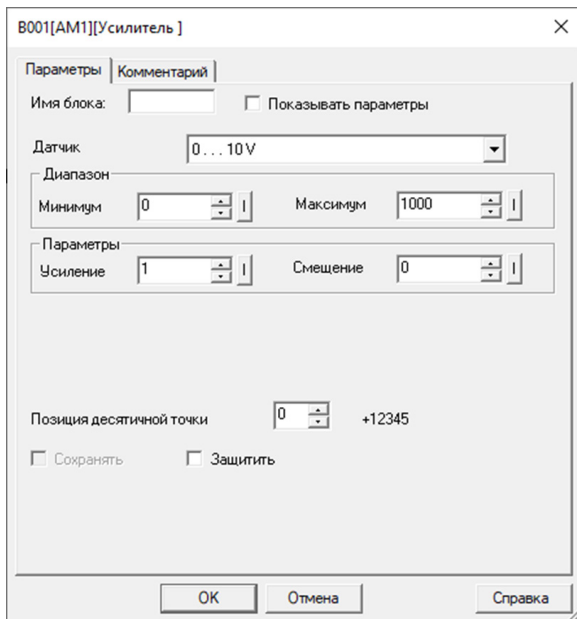 B001[AM1][Усилитель ]
Параметры Комментарий
Имя блока: Показывать параметры
Датчик 0...10V
Диапазон
Минимум 0 Максимум 1000
Параметры
Усиление 1 Смещение 0
Позиция десятичной точки 0 +12345
Сохранять Защитить
OK Отмена Справка